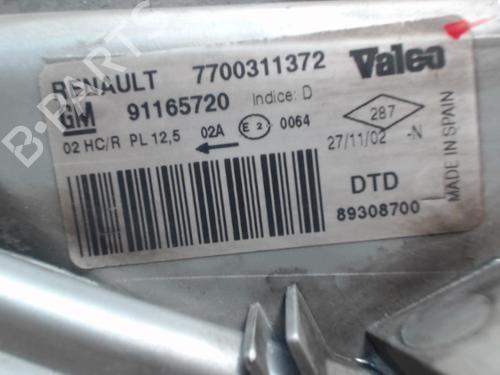 RENAULT 7700311372 Valeo
GM 91165720 Indice: D
02 HC/R PL 12,5 02A E 2 0064
287
27/11/02 -N
DTD
89308700
MADE IN SPAIN
B-PARTS